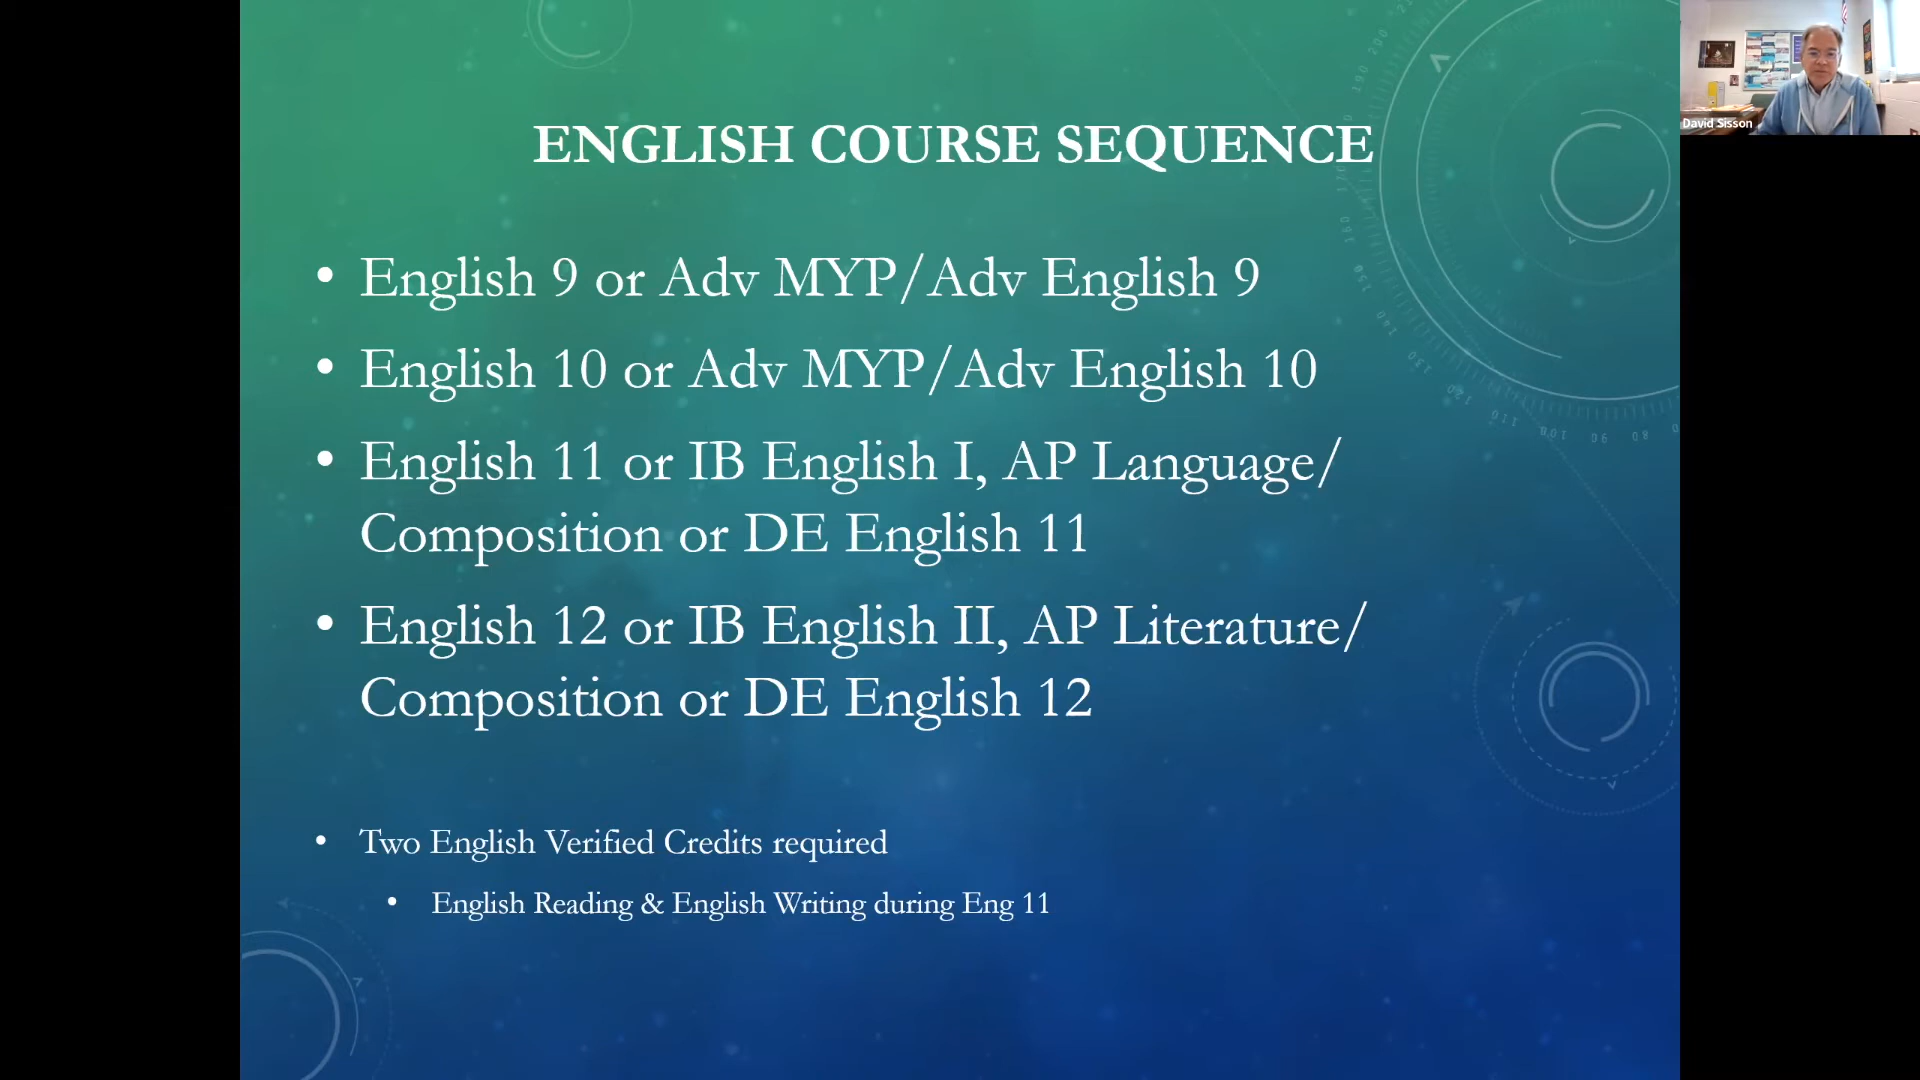 ENGLISH COURSE SEQUENCE
• English 9 or Adv MYP/Adv English 9
• English 10 or Adv MYP/Adv English 10
• English 11 or IB English I, AP Language/
Composition or DE English 11
• English 12 or IB English II, AP Literature/
Composition or DE English 12
• Two English Verified Credits required
• English Reading & English Writing during Eng 11
David Sisson